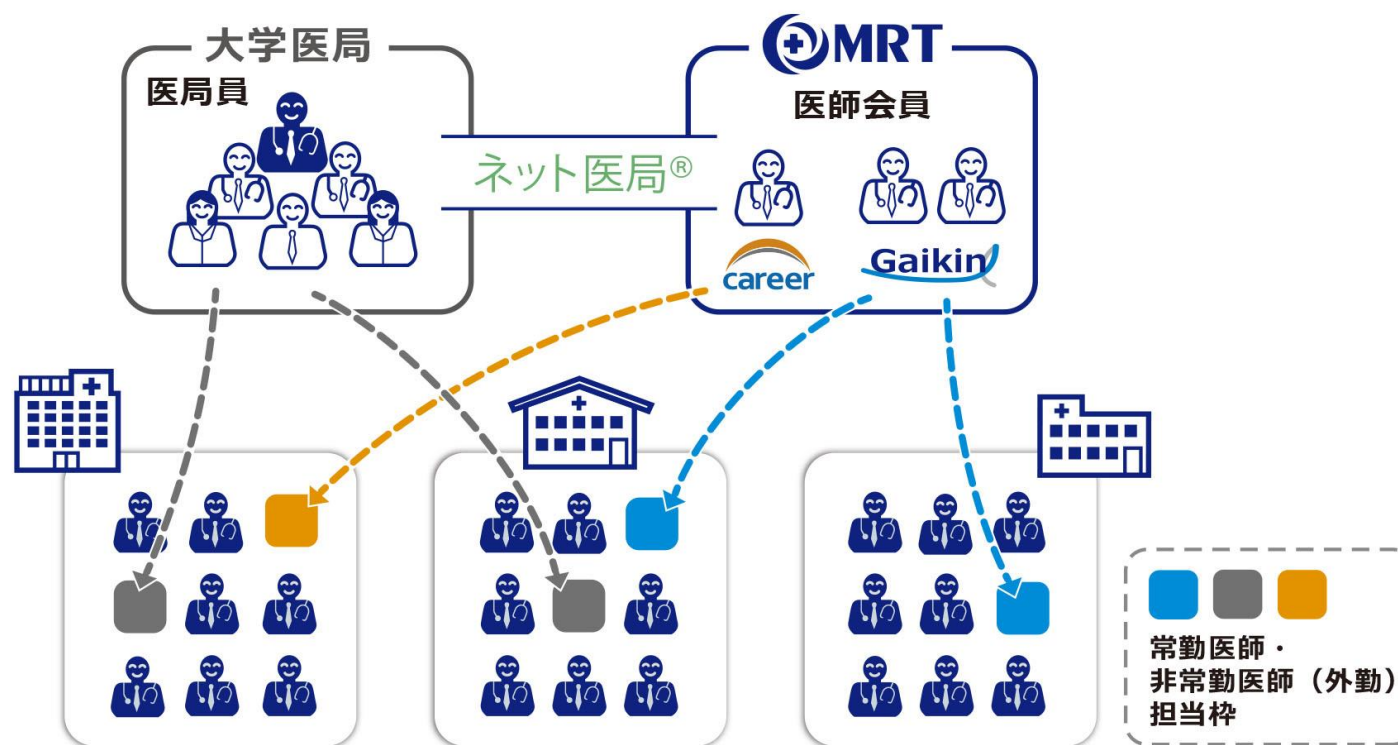 大学医局
医局員
MRT
医師会員
ネット医局®
career
Gaikin
常勤医師・
非常勤医師（外勤）
担当枠